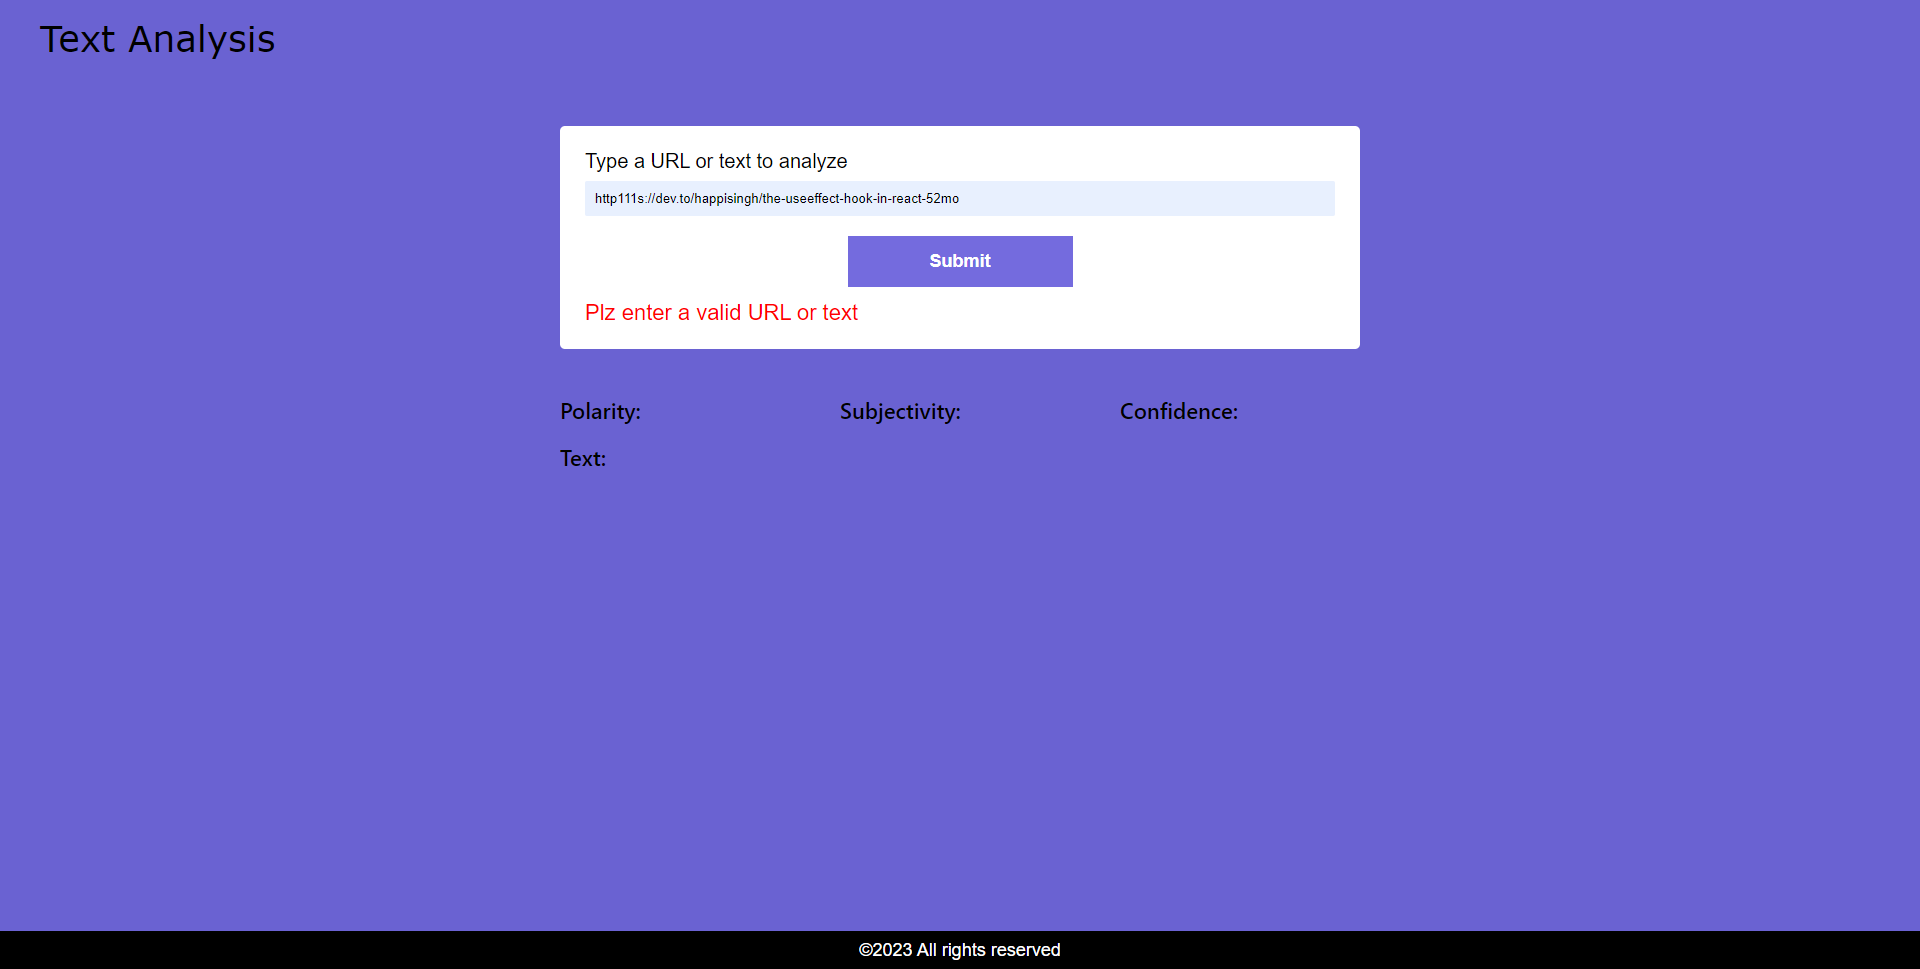 Text Analysis
Type a URL or text to analyze
http111s://dev.to/happisingh/the-useeffect-hook-in-react-52mo
Submit
Plz enter a valid URL or text
Polarity: Subjectivity: Confidence:
Text:
©2023 All rights reserved